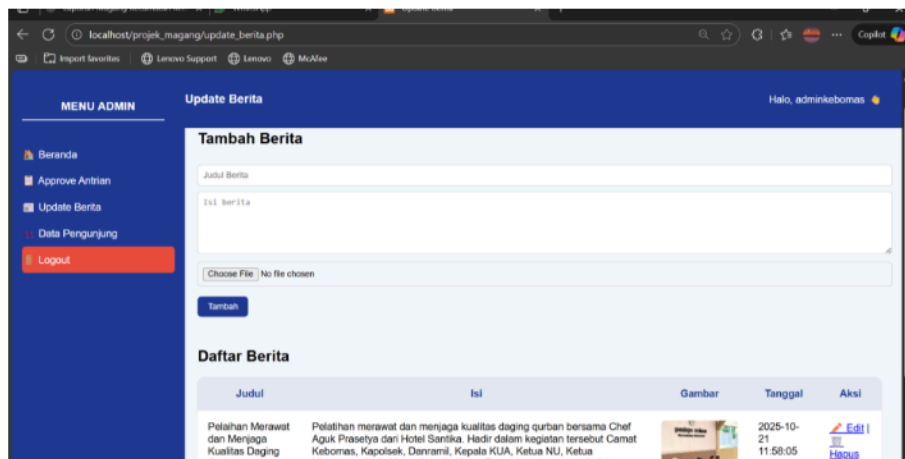 localhost/projek_magang/update_berita.php
Copilot
Import favorites
Lenovo Support
Lenovo
McAfee
MENU ADMIN
Update Berita
Halo, adminkebomas
Beranda
Approve Antrian
Update Berita
Data Pengunjung
Logout
Tambah Berita
Judul Berita
Isi berita
Choose File No file chosen
Tambah
Daftar Berita
Judul Isi Gambar Tanggal Aksi
Pelaihan Merawat
dan Menjaga
Kualitas Daging
Pelatihan merawat dan menjaga kualitas daging qurban bersama Chef
Aguk Prasetya dari Hotel Santika. Hadir dalam kegiatan tersebut Camat
Kebomas, Kapolsek, Danramil, Kepala KUA, Ketua NU, Ketua
2025-10-
21
11:58:05
Edit |
Hapus